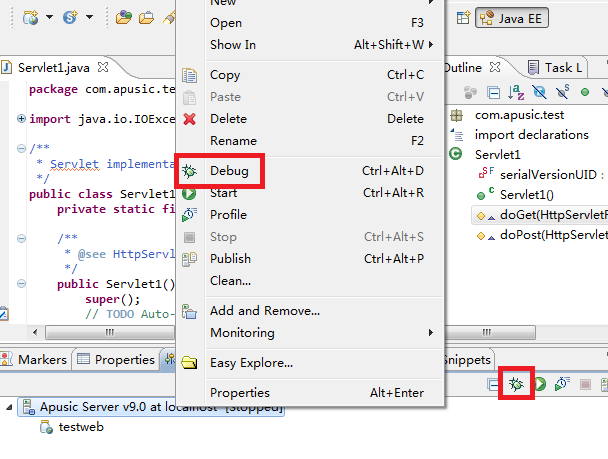 New
Open F3
Show In Alt+Shift+W
Copy Ctrl+C
Paste Ctrl+V
Delete Delete
Rename F2
Debug Ctrl+Alt+D
Start Ctrl+Alt+R
Profile
Stop Ctrl+Alt+S
Publish Ctrl+Alt+P
Clean...
Add and Remove...
Monitoring
Easy Explore...
Properties Alt+Enter
Java EE
Servlet1.java
package com.apusic.te
import java.io.IOExce
/**
* Servlet implementa
*/
public class Servlet1
private static fi
/**
* @see HttpServl
*/
public Servlet1()
super();
// TODO Auto-
Outline Task L
com.apusic.test
import declarations
Servlet1
serialVersionUID :
Servlet1()
doGet(HttpServletR
doPost(HttpServlet
Markers Properties Snippets
Apusic Server v9.0 at localhost [Stopped]
testweb